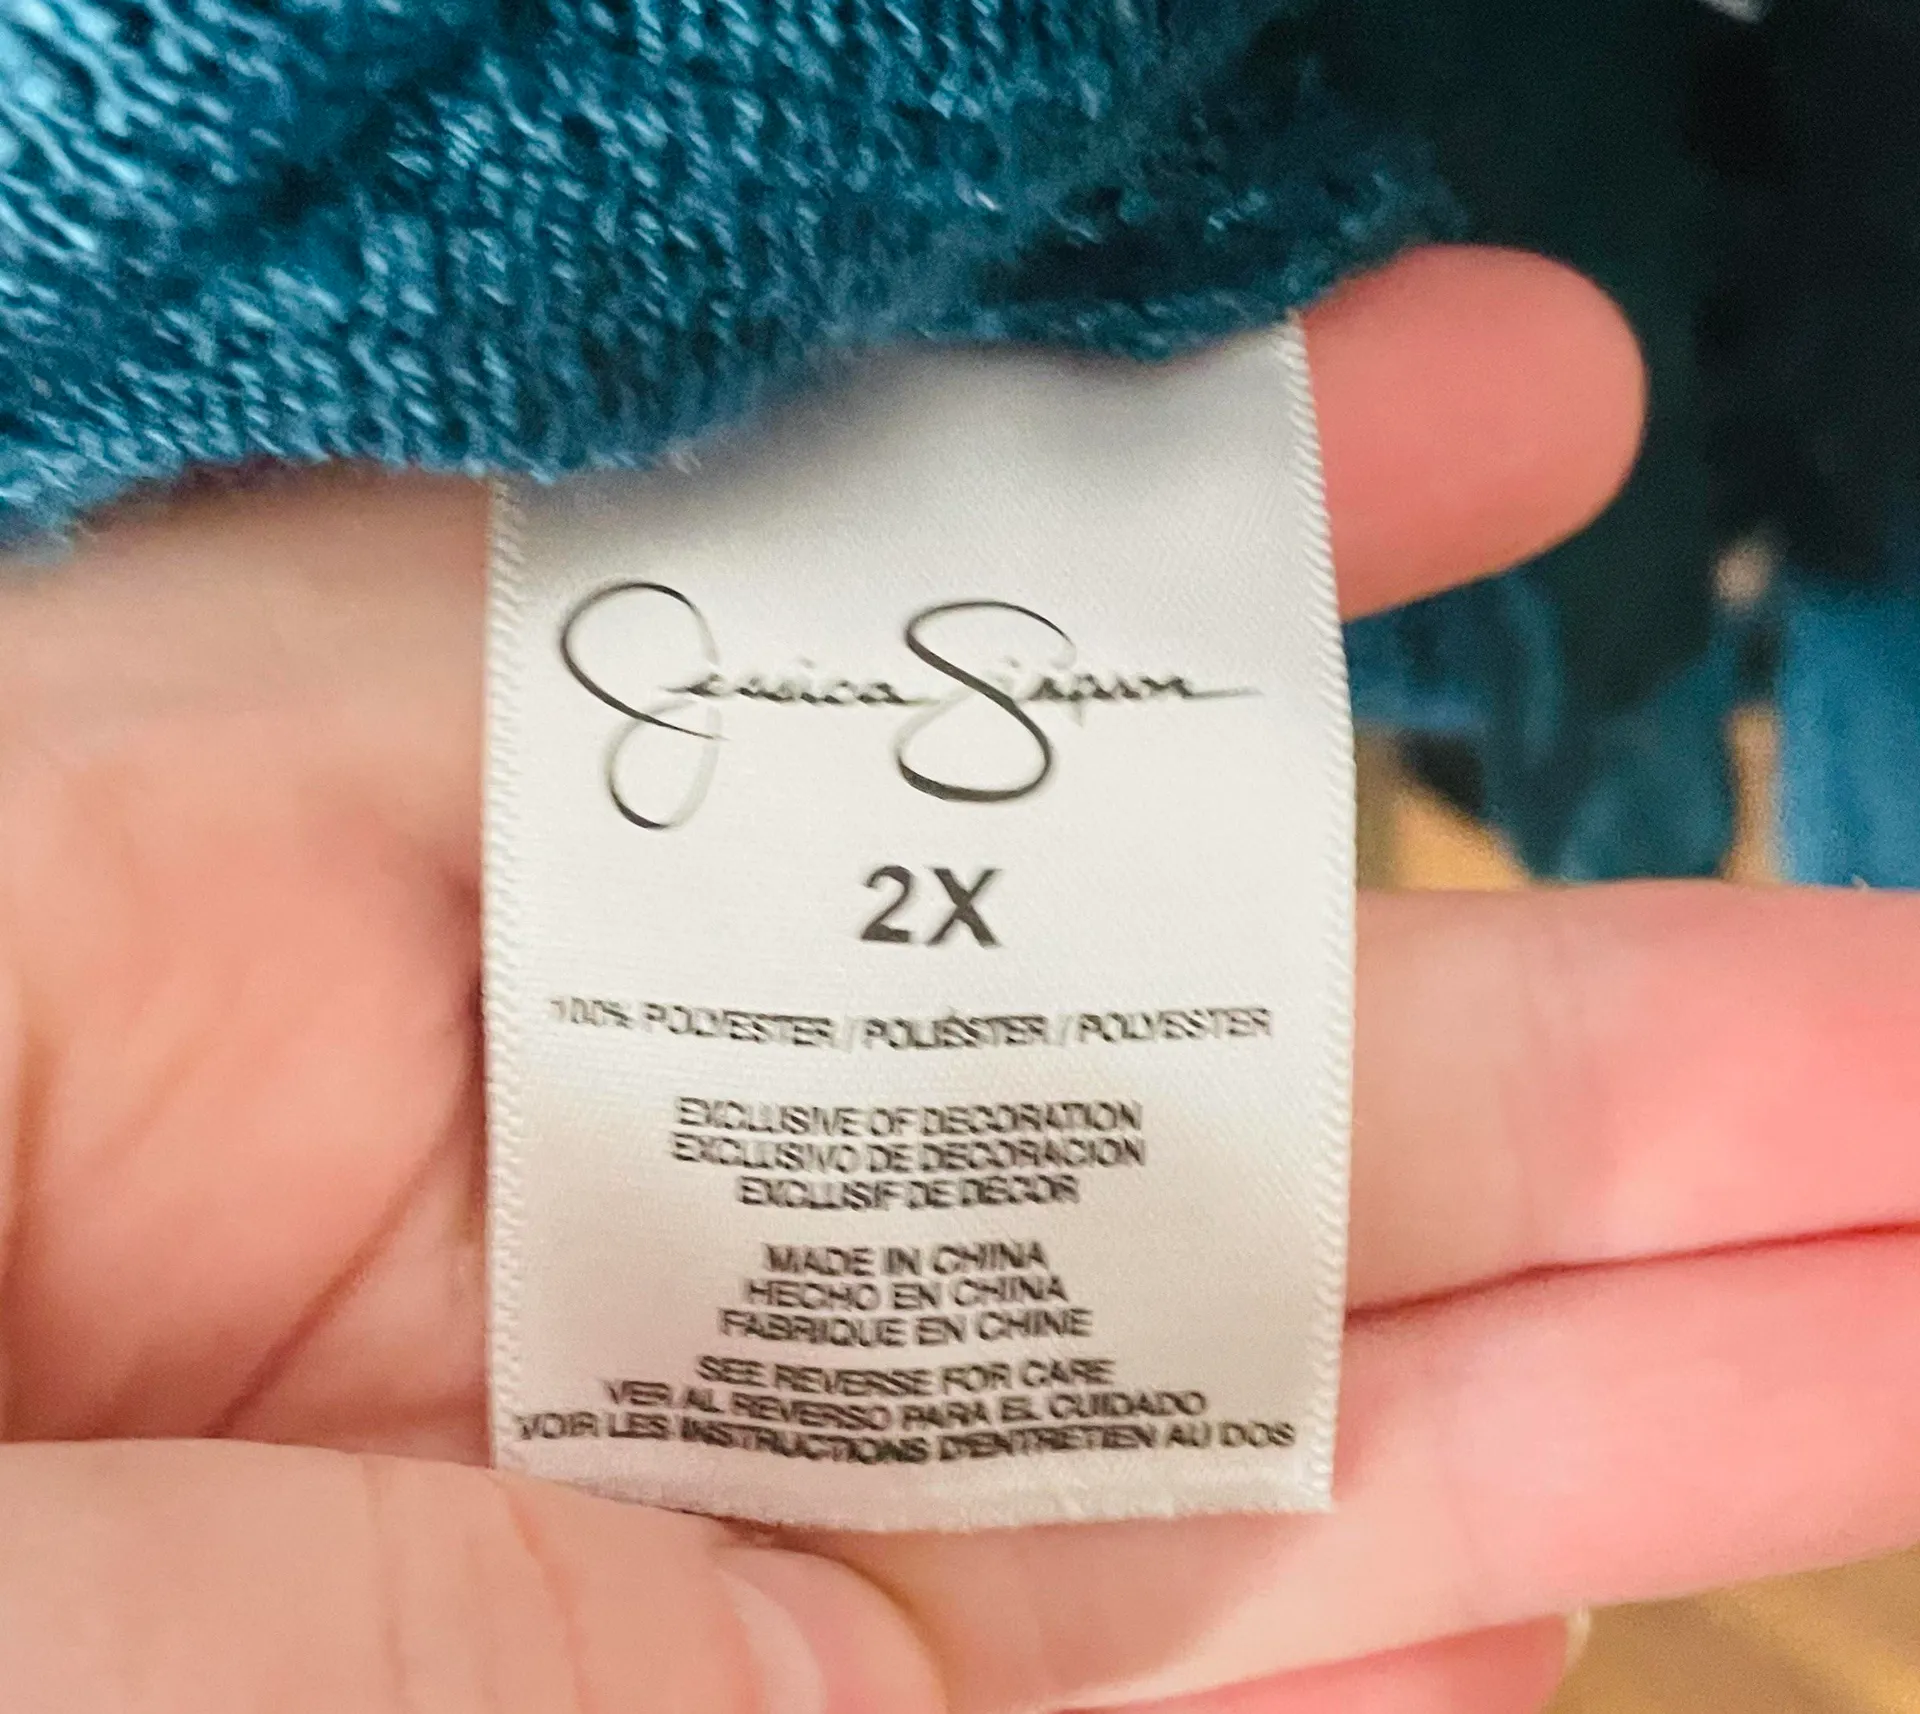 Jessica Simpson
2X
100% POLYESTER / POLIÉSTER / POLYESTER
EXCLUSIVE OF DECORATION
EXCLUSIVO DE DECORACION
EXCLUSIF DE DECOR
MADE IN CHINA
HECHO EN CHINA
FABRIQUE EN CHINE
SEE REVERSE FOR CARE
VER AL REVERSO PARA EL CUIDADO
VOIR LES INSTRUCTIONS D'ENTRETIEN AU DOS